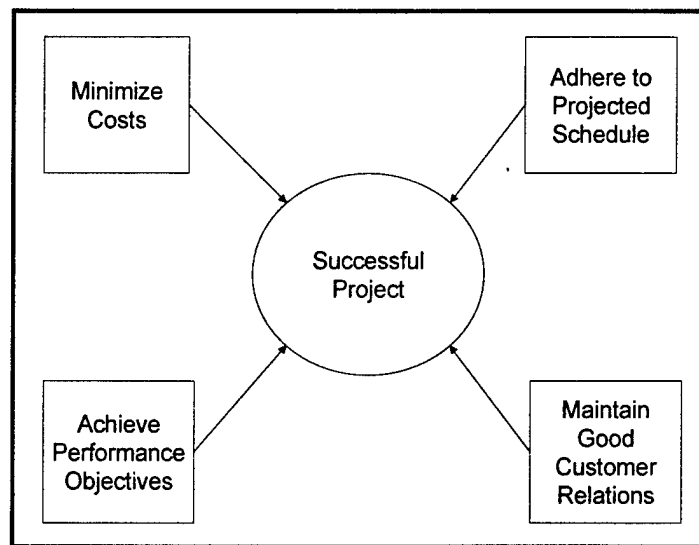 Minimize
Costs
Adhere to
Projected
Schedule
Successful
Project
Achieve
Performance
Objectives
Maintain
Good
Customer
Relations